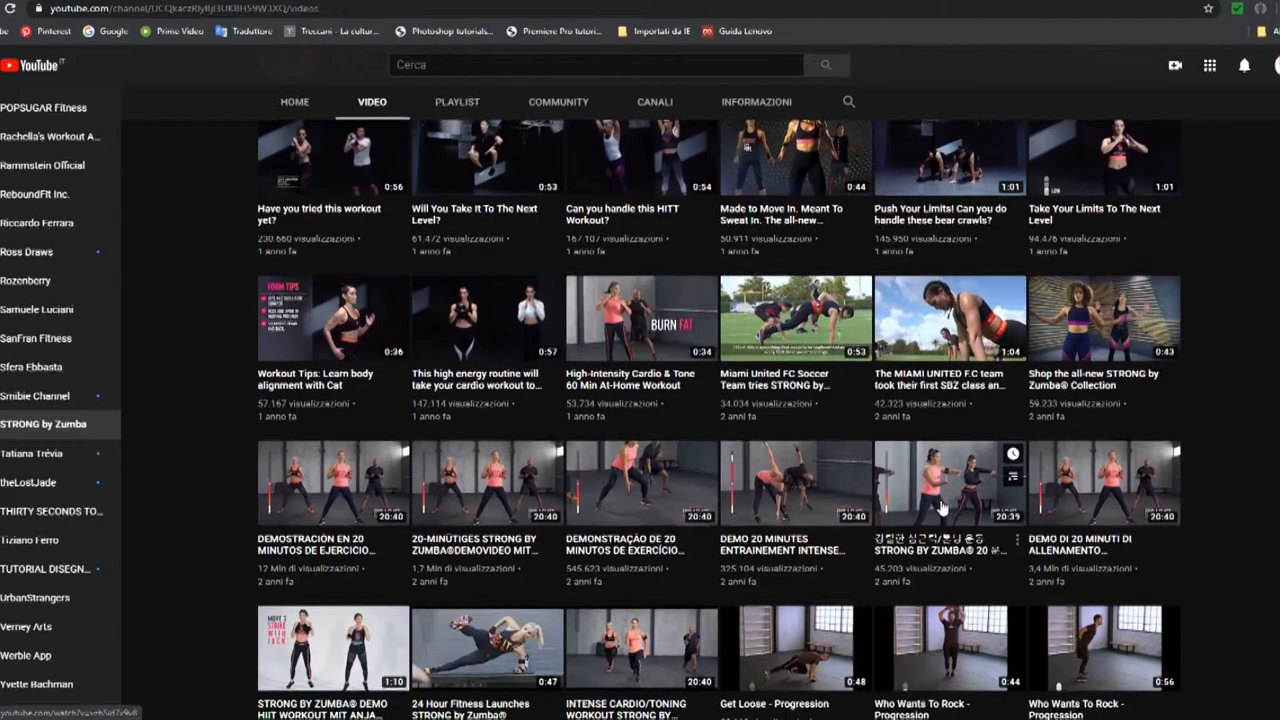 youtube.com/channel/
Pinterest
Google
Prime Video
Traduttore
Treccani - La cultur...
Photoshop tutorials...
Premiere Pro tutori...
Importati da IE
Guida Lenovo
YouTube IT
Cerca
HOME
VIDEO
PLAYLIST
COMMUNITY
CANALI
INFORMAZIONI
POPSUGAR Fitness
Rachella's Workout A...
Rammstein Official
ReboundFit Inc.
Riccardo Ferrara
Ross Draws
Rozenberry
Samuele Luciani
SanFran Fitness
Sfera Ebbasta
Smibie Channel
STRONG by Zumba
Tatiana Trévia
theLostJade
THIRTY SECONDS TO...
Tiziano Ferro
TUTORIAL DISEGN...
UrbanStrangers
Verney Arts
Werble App
Yvette Bachman
0:56
0:53
0:54
0:44
LOW
1:01
1:01
Have you tried this workout
yet?
230.660 visualizzazioni •
1 anno fa
Will You Take It To The Next
Level?
61.472 visualizzazioni •
1 anno fa
Can you handle this HITT
Workout?
167.107 visualizzazioni •
1 anno fa
Made to Move In. Meant To
Sweat In. The all-new...
50.911 visualizzazioni •
1 anno fa
Push Your Limits! Can you do
handle these bear crawls?
145.950 visualizzazioni •
1 anno fa
Take Your Limits To The Next
Level
94.476 visualizzazioni •
1 anno fa
FORM TIPS
0:36
0:57
BURN FAT
0:34
0:53
1:04
0:43
Workout Tips: Learn body
alignment with Cat
57.167 visualizzazioni •
1 anno fa
This high energy routine will
take your cardio workout to...
147.114 visualizzazioni •
1 anno fa
High-Intensity Cardio & Tone
60 Min At-Home Workout
53.734 visualizzazioni •
1 anno fa
Miami United FC Soccer
Team tries STRONG by...
34.034 visualizzazioni •
2 anni fa
The MIAMI UNITED F.C team
took their first SBZ class an...
42.323 visualizzazioni •
2 anni fa
Shop the all-new STRONG by
Zumba® Collection
59.233 visualizzazioni •
2 anni fa
20:40
20:40
20:40
20:40
20:39
20:40
DEMOSTRACIÓN EN 20
MINUTOS DE EJERCICIO...
12 Mln di visualizzazioni •
2 anni fa
20-MINÜTIGES STRONG BY
ZUMBA®DEMOVIDEO MIT...
1,7 Mln di visualizzazioni •
2 anni fa
DEMONSTRAÇÃO DE 20
MINUTOS DE EXERCÍCIO...
545.623 visualizzazioni •
2 anni fa
DEMO 20 MINUTES
ENTRAINEMENT INTENSE...
325.104 visualizzazioni •
2 anni fa
STRONG BY ZUMBA® 20
45.203 visualizzazioni •
2 anni fa
DEMO DI 20 MINUTI DI
ALLENAMENTO...
3,4 Mln di visualizzazioni •
2 anni fa
MOVE 3
STRIKE
WITH
JACK
1:10
0:47
20:40
0:48
0:44
0:56
STRONG BY ZUMBA® DEMO
HIIT WORKOUT MIT ANJA...
24 Hour Fitness Launches
STRONG by Zumba®
INTENSE CARDIO/TONING
WORKOUT STRONG BY...
Get Loose - Progression
Who Wants To Rock -
Progression
Who Wants To Rock -
Progression